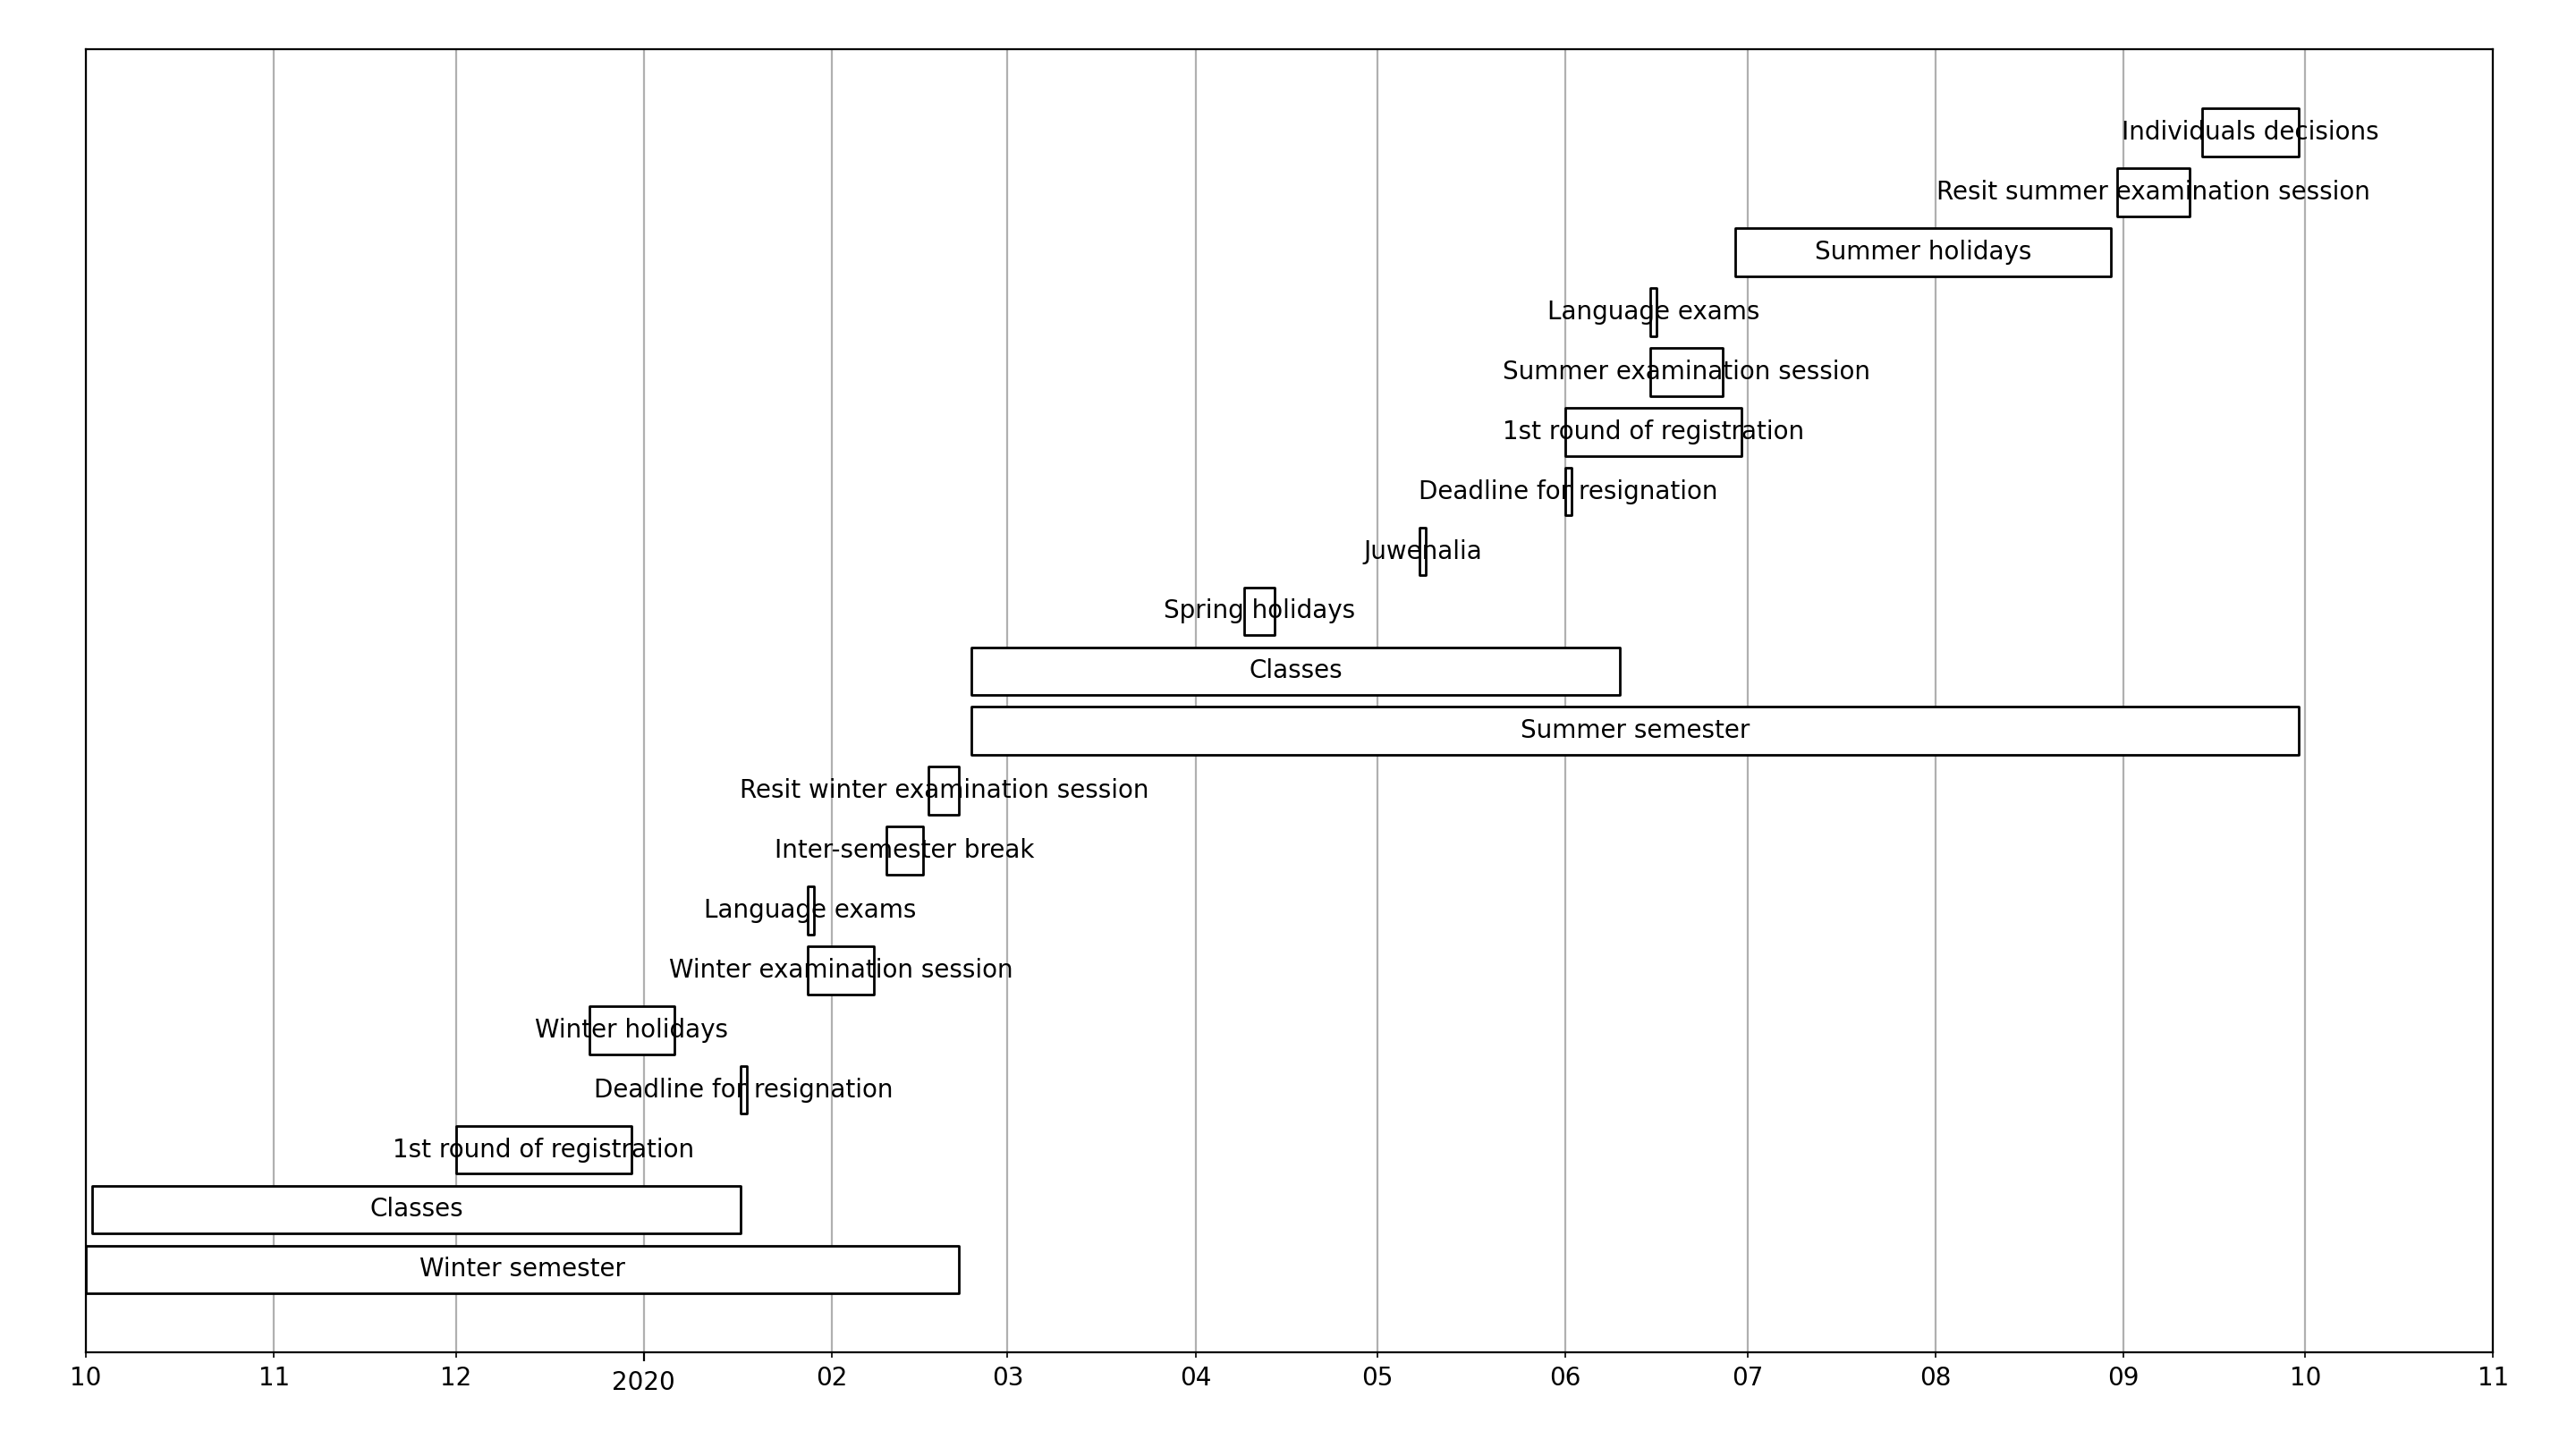 Individuals decisions
Resit summer examination session
Summer holidays
Language exams
Summer examination session
1st round of registration
Deadline for resignation
Juwenalia
Spring holidays
Classes
Summer semester
Resit winter examination session
Inter-semester break
Language exams
Winter examination session
Winter holidays
Deadline for resignation
1st round of registration
Classes
Winter semester
10 11 12 2020 02 03 04 05 06 07 08 09 10 11